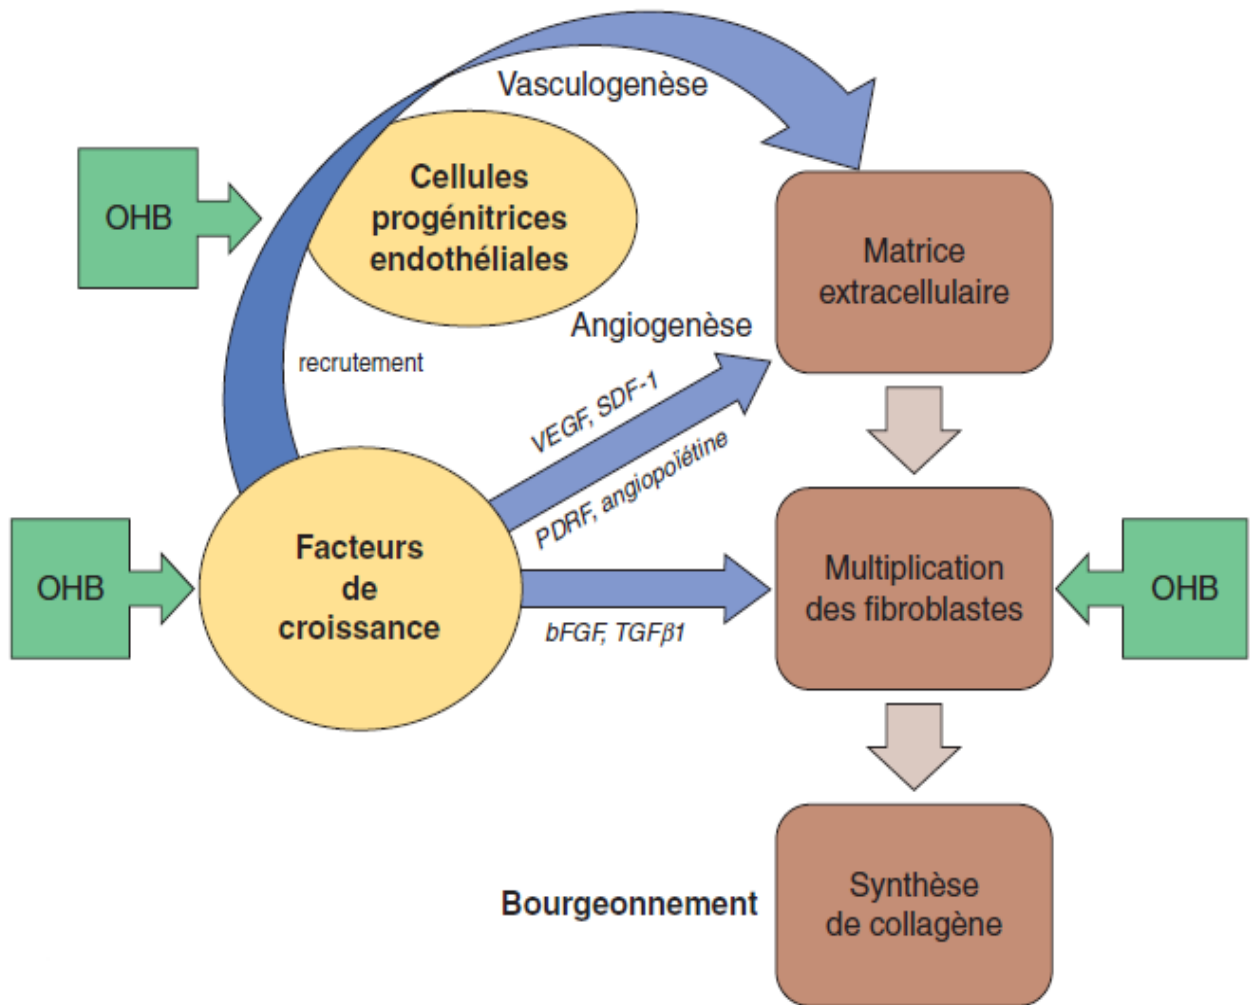 Vasculogenèse
OHB
Cellules
progénitrices
endothéliales
Matrice
extracellulaire
Angiogenèse
recrutement
VEGF, SDF-1
PDRF, angiopoïétine
OHB
Facteurs
de
croissance
bFGF, TGFβ1
Multiplication
des fibroblastes
OHB
Bourgeonnement
Synthèse
de collagène